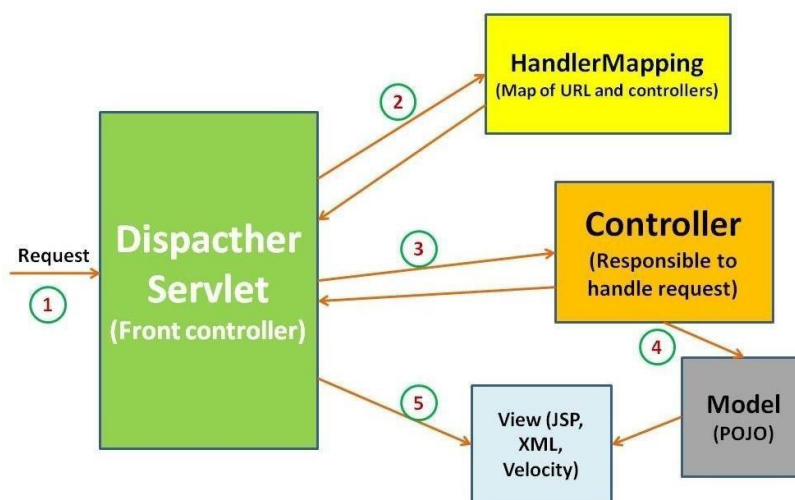 HandlerMapping
(Map of URL and controllers)
2
Request
1
Dispacther
Servlet
(Front controller)
3
Controller
(Responsible to
handle request)
4
5
View (JSP,
XML,
Velocity)
Model
(POJO)